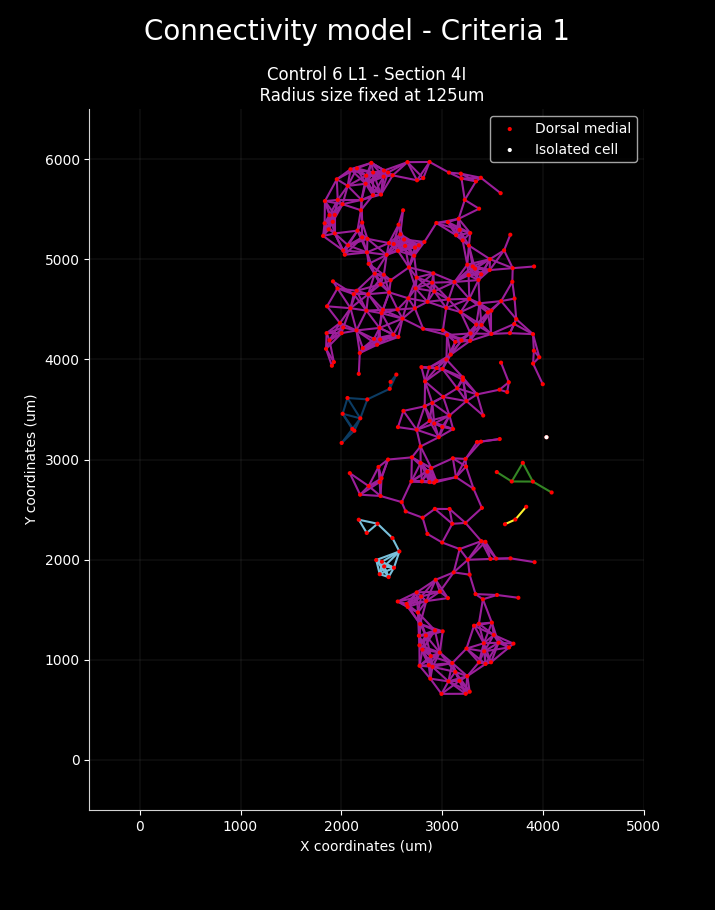 Connectivity model - Criteria 1
Control 6 L1 - Section 4I
Radius size fixed at 125um
Dorsal medial
Isolated cell
6000
5000
4000
3000
2000
1000
0
Y coordinates (um)
0 1000 2000 3000 4000 5000
X coordinates (um)